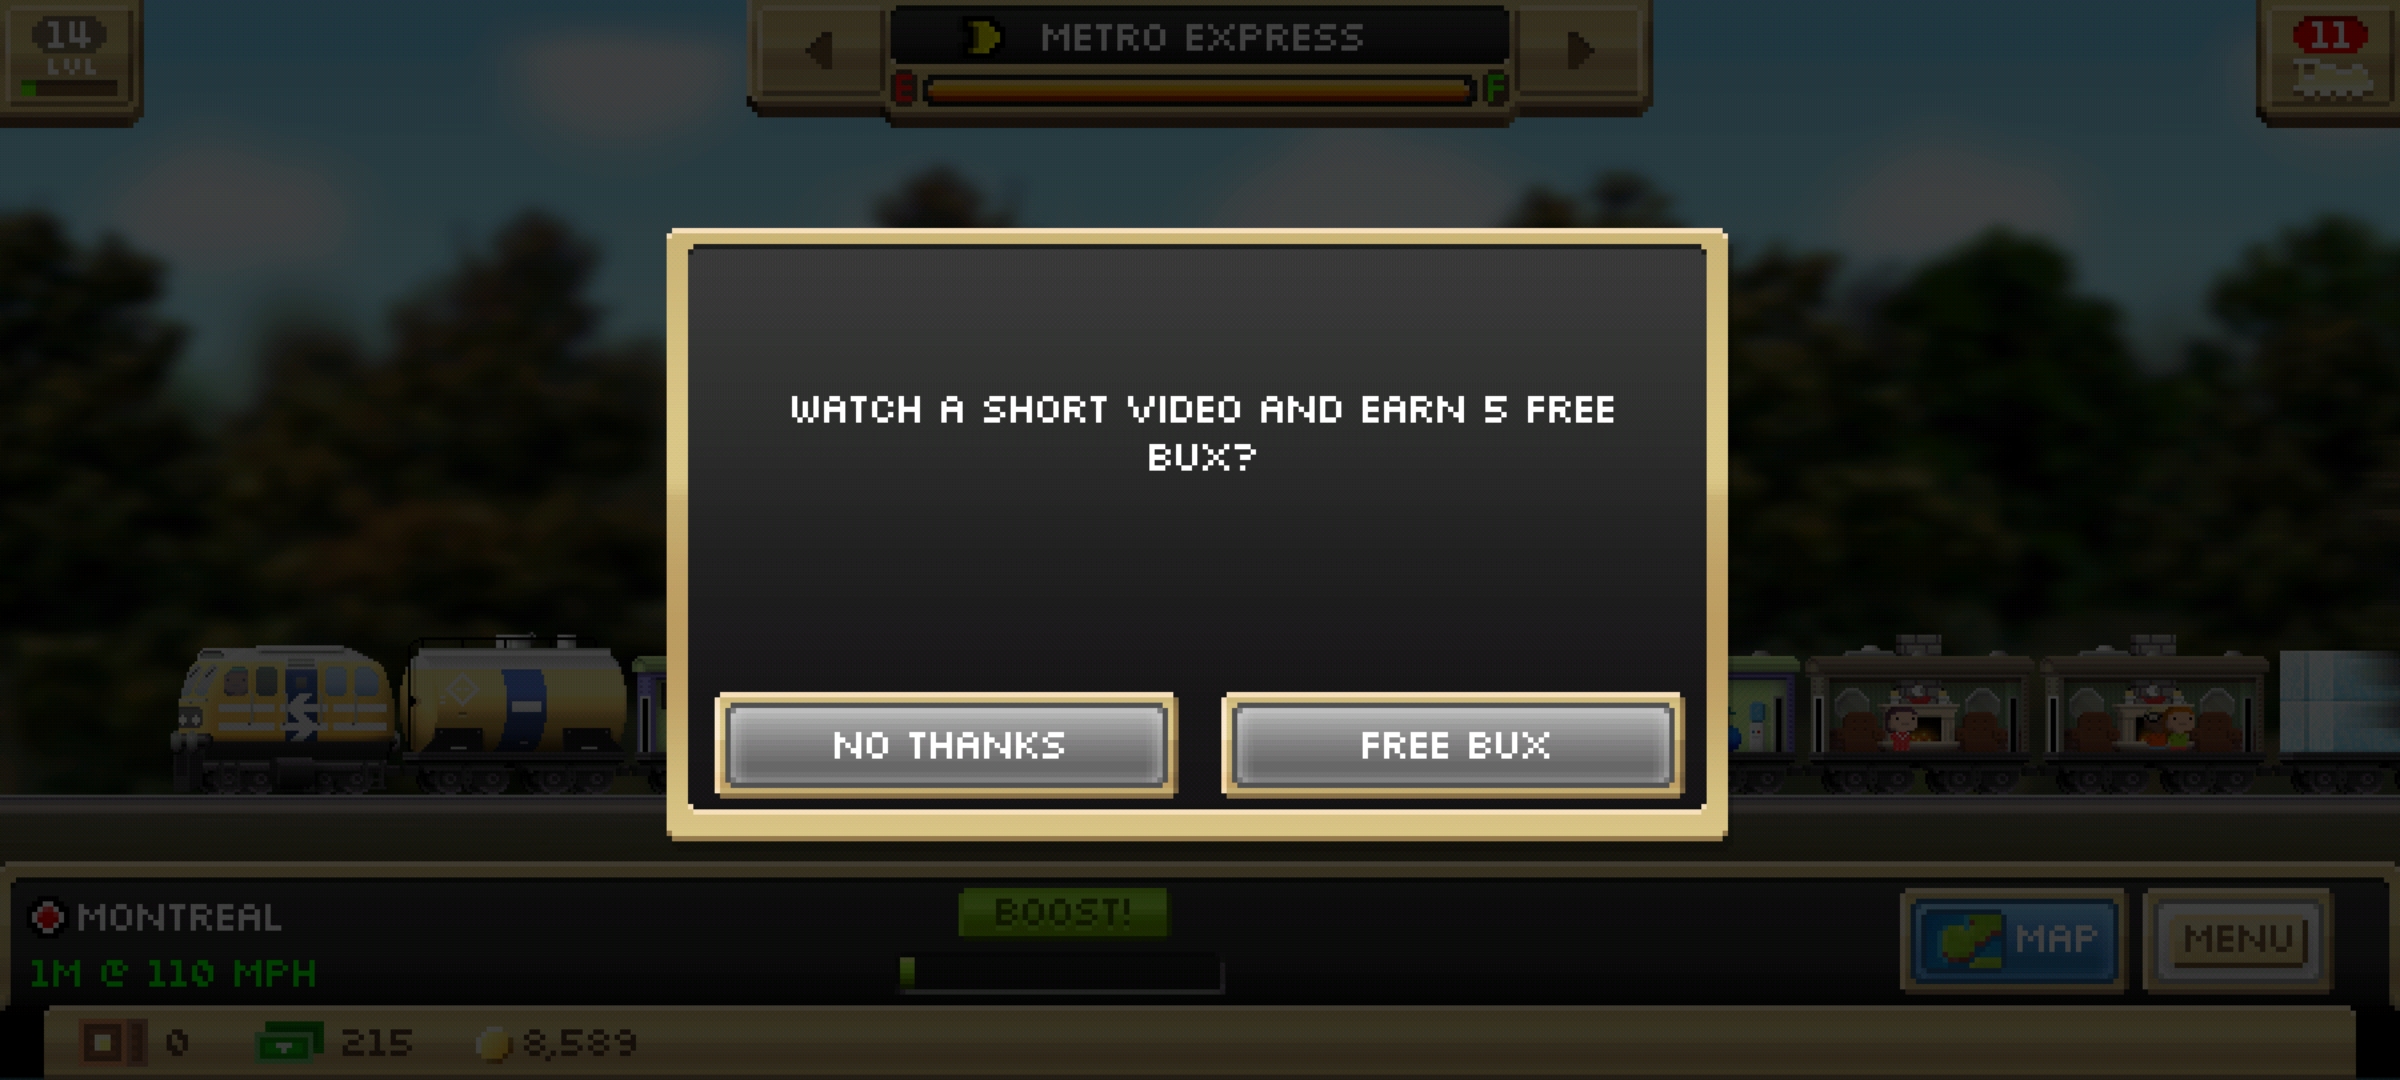 14
LVL
METRO EXPRESS
E F
11
WATCH A SHORT VIDEO AND EARN 5 FREE
BUX?
NO THANKS
FREE BUX
MONTREAL
1M @ 110 MPH
BOOST!
MAP
MENU
0
215
8,589